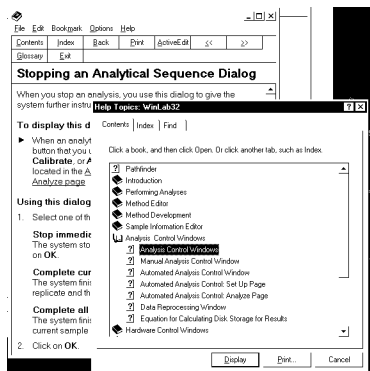 File Edit Bookmark Options Help
Contents Index Back Print ActiveEdit << >>
Glossary Exit
Stopping an Analytical Sequence Dialog
When you stop an analysis, you use this dialog to give the
system further instru
To display this d
When an analyt
button that you u
Calibrate, or A
located in the A
Analyze page
Using this dialog
1. Select one of th
Stop immedia
The system sto
on OK.
Complete cur
The system finis
replicate and th
Complete all
The system finis
current sample
2. Click on OK.
Help Topics: WinLab32
Contents Index Find
Click a book, and then click Open. Or click another tab, such as Index.
Pathfinder
Introduction
Performing Analyses
Method Editor
Method Development
Sample Information Editor
Analysis Control Windows
Analysis Control Windows
Manual Analysis Control Window
Automated Analysis Control Window
Automated Analysis Control: Set Up Page
Automated Analysis Control: Analyze Page
Data Reprocessing Window
Equation for Calculating Disk Storage for Results
Hardware Control Windows
Display Print... Cancel